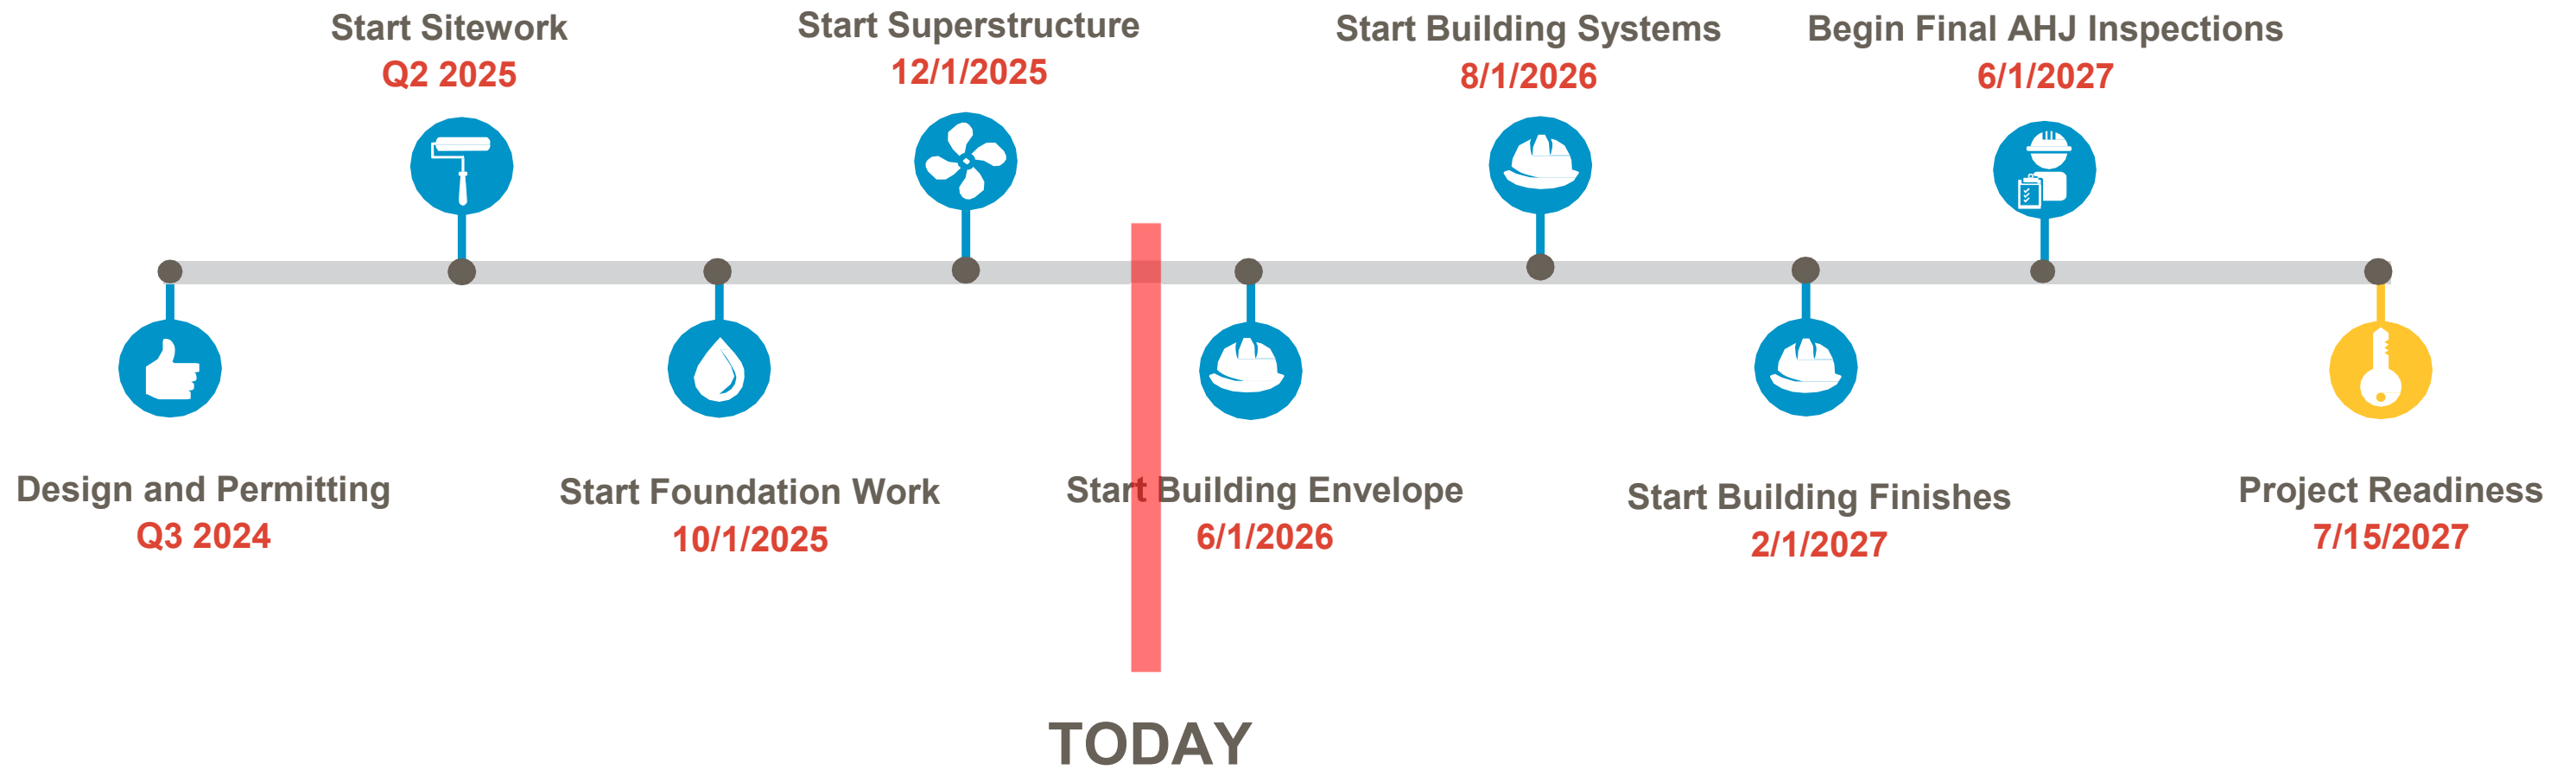 Start Sitework
Q2 2025
Start Superstructure
12/1/2025
Start Building Systems
8/1/2026
Begin Final AHJ Inspections
6/1/2027
Design and Permitting
Q3 2024
Start Foundation Work
10/1/2025
Start Building Envelope
6/1/2026
Start Building Finishes
2/1/2027
Project Readiness
7/15/2027
TODAY